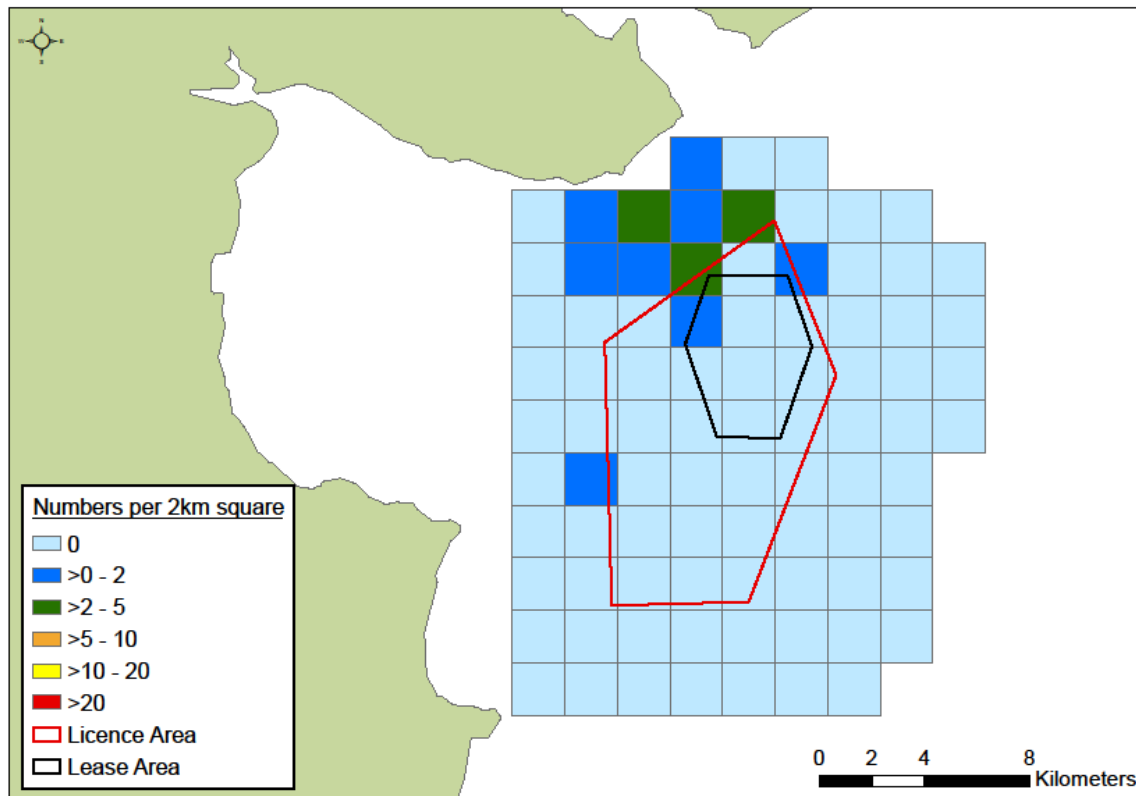 N
W
E
S
Numbers per 2km square
0
>0 - 2
>2 - 5
>5 - 10
>10 - 20
>20
Licence Area
Lease Area
0 2 4 8
Kilometers